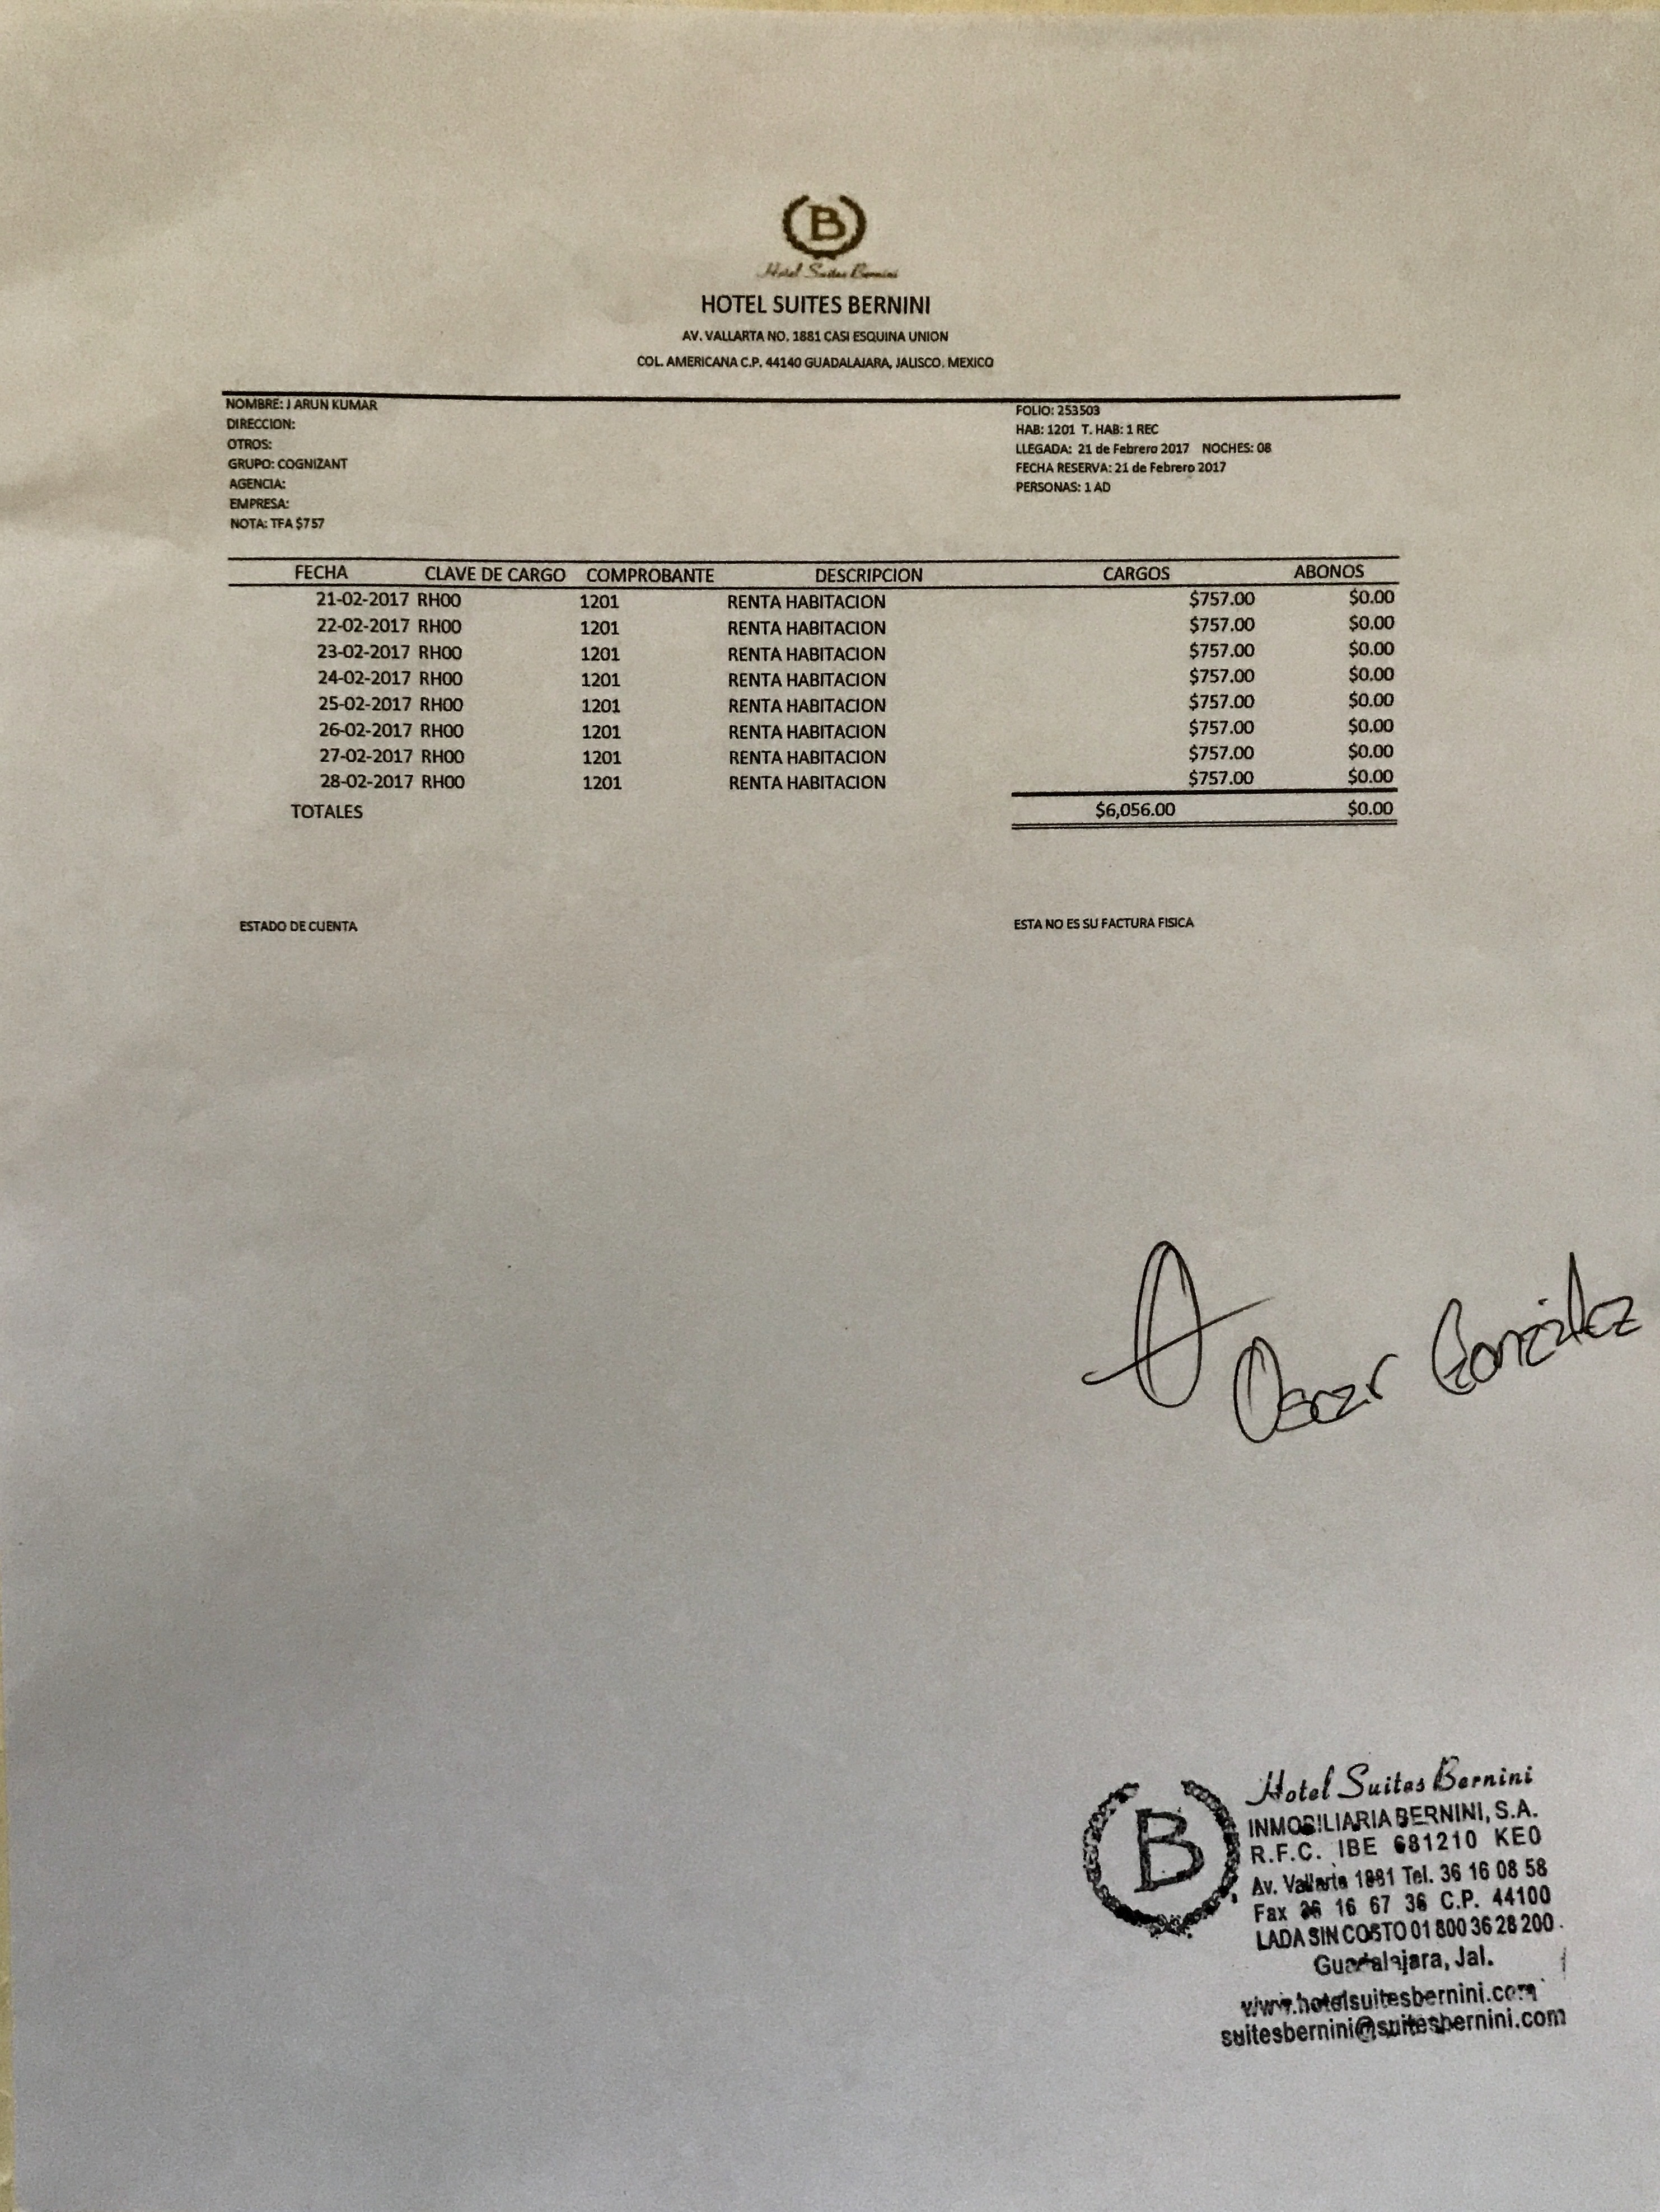 B
Hotel Suites Bernini
HOTEL SUITES BERNINI
AV. VALLARTA NO. 1881 CASI ESQUINA UNION
COL. AMERICANA C.P. 44140 GUADALAJARA, JALISCO, MEXICO
NOMBRE: J ARUN KUMAR
DIRECCION:
OTROS:
GRUPO: COGNIZANT
AGENCIA:
EMPRESA:
NOTA: TFA $757
FOLIO: 253503
HAB: 1201 T. HAB: 1 REC
LLEGADA: 21 de Febrero 2017 NOCHES: 08
FECHA RESERVA: 21 de Febrero 2017
PERSONAS: 1 AD
FECHA CLAVE DE CARGO COMPROBANTE DESCRIPCION CARGOS ABONOS
21-02-2017 RH00 1201 RENTA HABITACION $757.00 $0.00
22-02-2017 RH00 1201 RENTA HABITACION $757.00 $0.00
23-02-2017 RH00 1201 RENTA HABITACION $757.00 $0.00
24-02-2017 RH00 1201 RENTA HABITACION $757.00 $0.00
25-02-2017 RH00 1201 RENTA HABITACION $757.00 $0.00
26-02-2017 RH00 1201 RENTA HABITACION $757.00 $0.00
27-02-2017 RH00 1201 RENTA HABITACION $757.00 $0.00
28-02-2017 RH00 1201 RENTA HABITACION $757.00 $0.00
TOTALES $6,056.00 $0.00
ESTADO DE CUENTA ESTA NO ES SU FACTURA FISICA
Oscar González
B
Hotel Suites Bernini
INMOBILIARIA BERNINI, S.A.
R.F.C. IBE 681210 KE0
Av. Vallarta 1881 Tel. 36 16 08 58
Fax 36 16 67 36 C.P. 44100
LADA SIN COSTO 01 800 36 28 200
Guadalajara, Jal.
www.hotelsuitesbernini.com
suitesbernini@suitesbernini.com